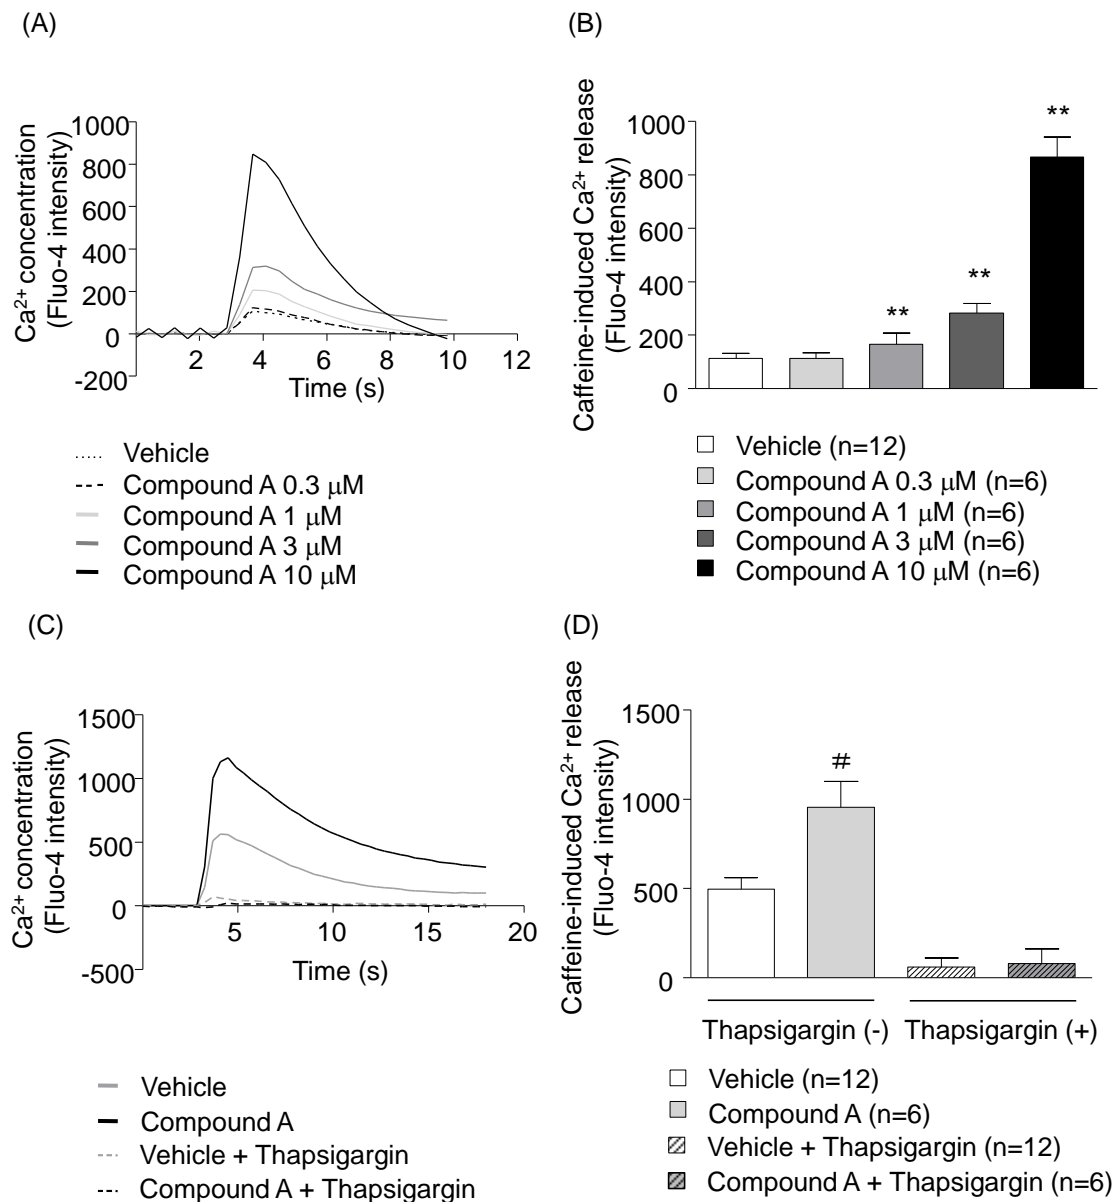 (A)
Ca²⁺ concentration
(Fluo-4 intensity)
1000
800
600
400
200
0
-200
2
4
6
8
10
12
Time (s)
Vehicle
Compound A 0.3 μM
Compound A 1 μM
Compound A 3 μM
Compound A 10 μM
(B)
Caffeine-induced Ca²⁺ release
(Fluo-4 intensity)
1000
800
600
400
200
0
**
**
**
Vehicle (n=12)
Compound A 0.3 μM (n=6)
Compound A 1 μM (n=6)
Compound A 3 μM (n=6)
Compound A 10 μM (n=6)
(C)
Ca²⁺ concentration
(Fluo-4 intensity)
1500
1000
500
0
-500
5
10
15
20
Time (s)
Vehicle
Compound A
Vehicle + Thapsigargin
Compound A + Thapsigargin
(D)
Caffeine-induced Ca²⁺ release
(Fluo-4 intensity)
1500
1000
500
0
#
Thapsigargin (-)
Thapsigargin (+)
Vehicle (n=12)
Compound A (n=6)
Vehicle + Thapsigargin (n=12)
Compound A + Thapsigargin (n=6)